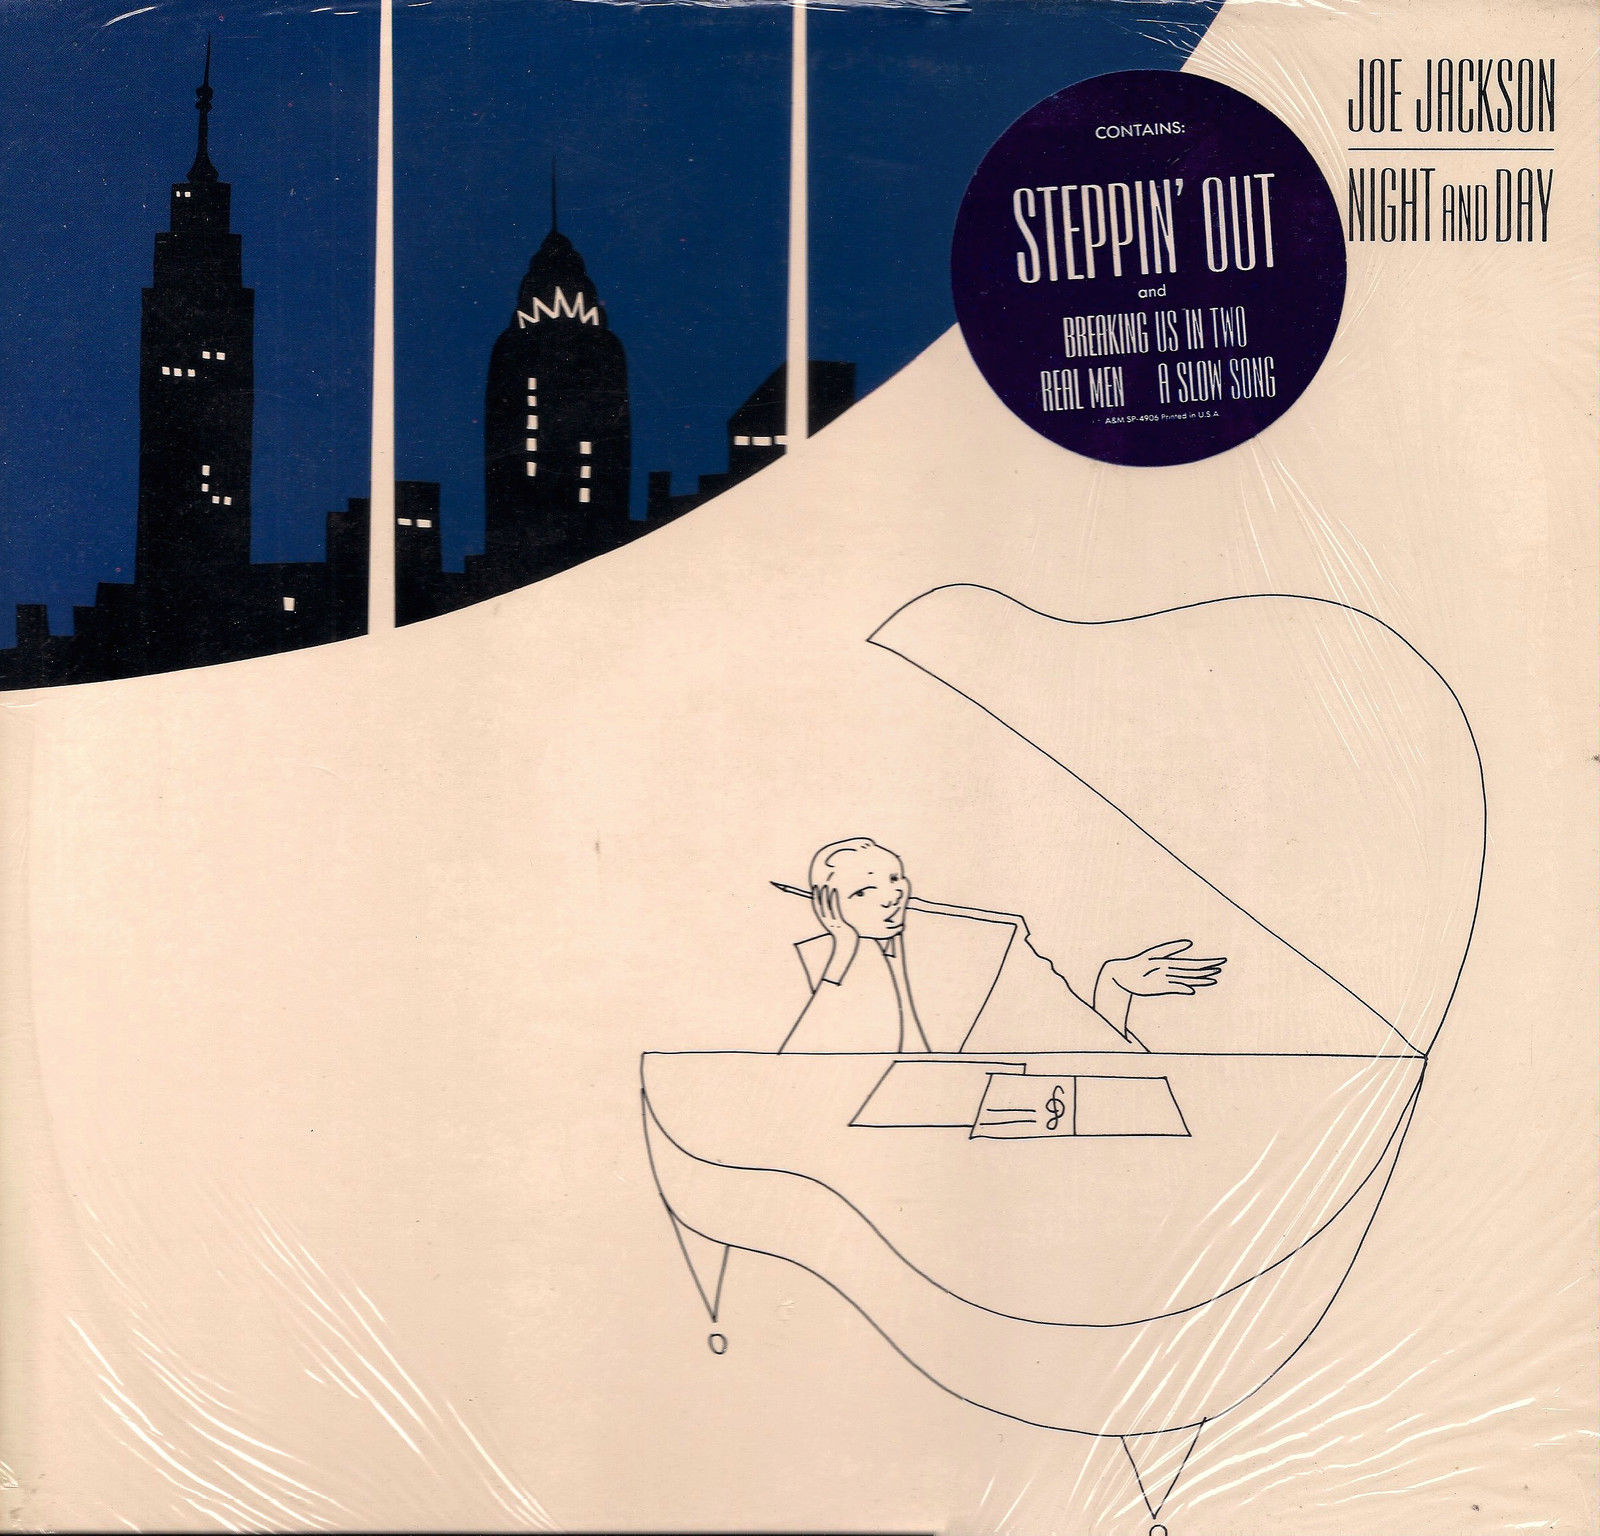 JOE JACKSON
NIGHT AND DAY
CONTAINS:
STEPPIN' OUT
and
BREAKING US IN TWO
REAL MEN A SLOW SONG
A&M SP-4906 Printed in U.S.A